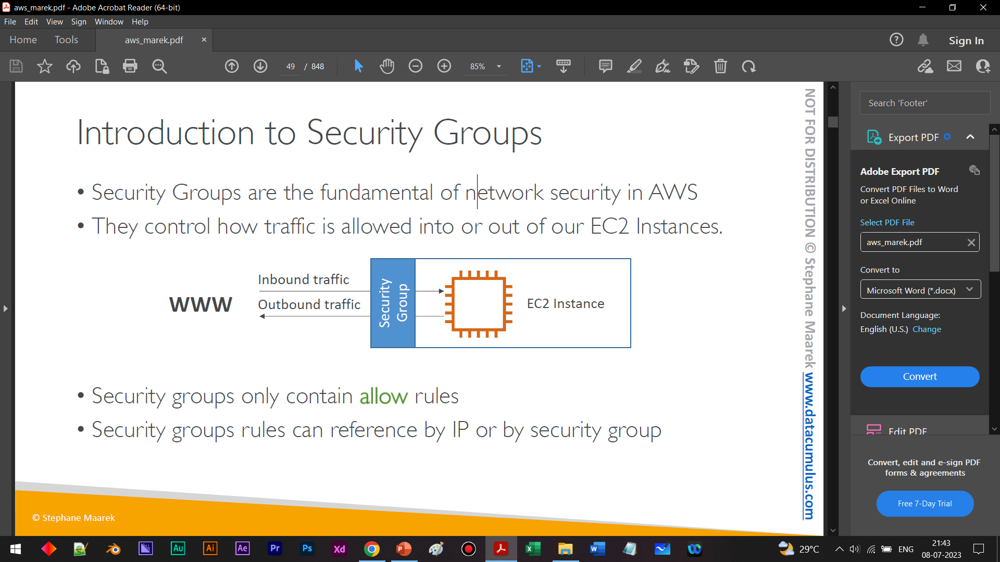 aws_marek.pdf - Adobe Acrobat Reader (64-bit)
File Edit View Sign Window Help
Home Tools aws_marek.pdf Sign In
49 / 848 85%
Introduction to Security Groups
• Security Groups are the fundamental of network security in AWS
• They control how traffic is allowed into or out of our EC2 Instances.
WWW
Inbound traffic
Outbound traffic
Security
Group
EC2 Instance
• Security groups only contain allow rules
• Security groups rules can reference by IP or by security group
© Stephane Maarek
NOT FOR DISTRIBUTION © Stephane Maarek www.datacumulus.com
Search 'Footer'
Export PDF
Adobe Export PDF
Convert PDF Files to Word
or Excel Online
Select PDF File
aws_marek.pdf
Convert to
Microsoft Word (*.docx)
Document Language:
English (U.S.) Change
Convert
Edit PDF
Convert, edit and e-sign PDF
forms & agreements
Free 7-Day Trial
Au Ai Ae Pr Ps Xd
29°C ENG
21:43
08-07-2023